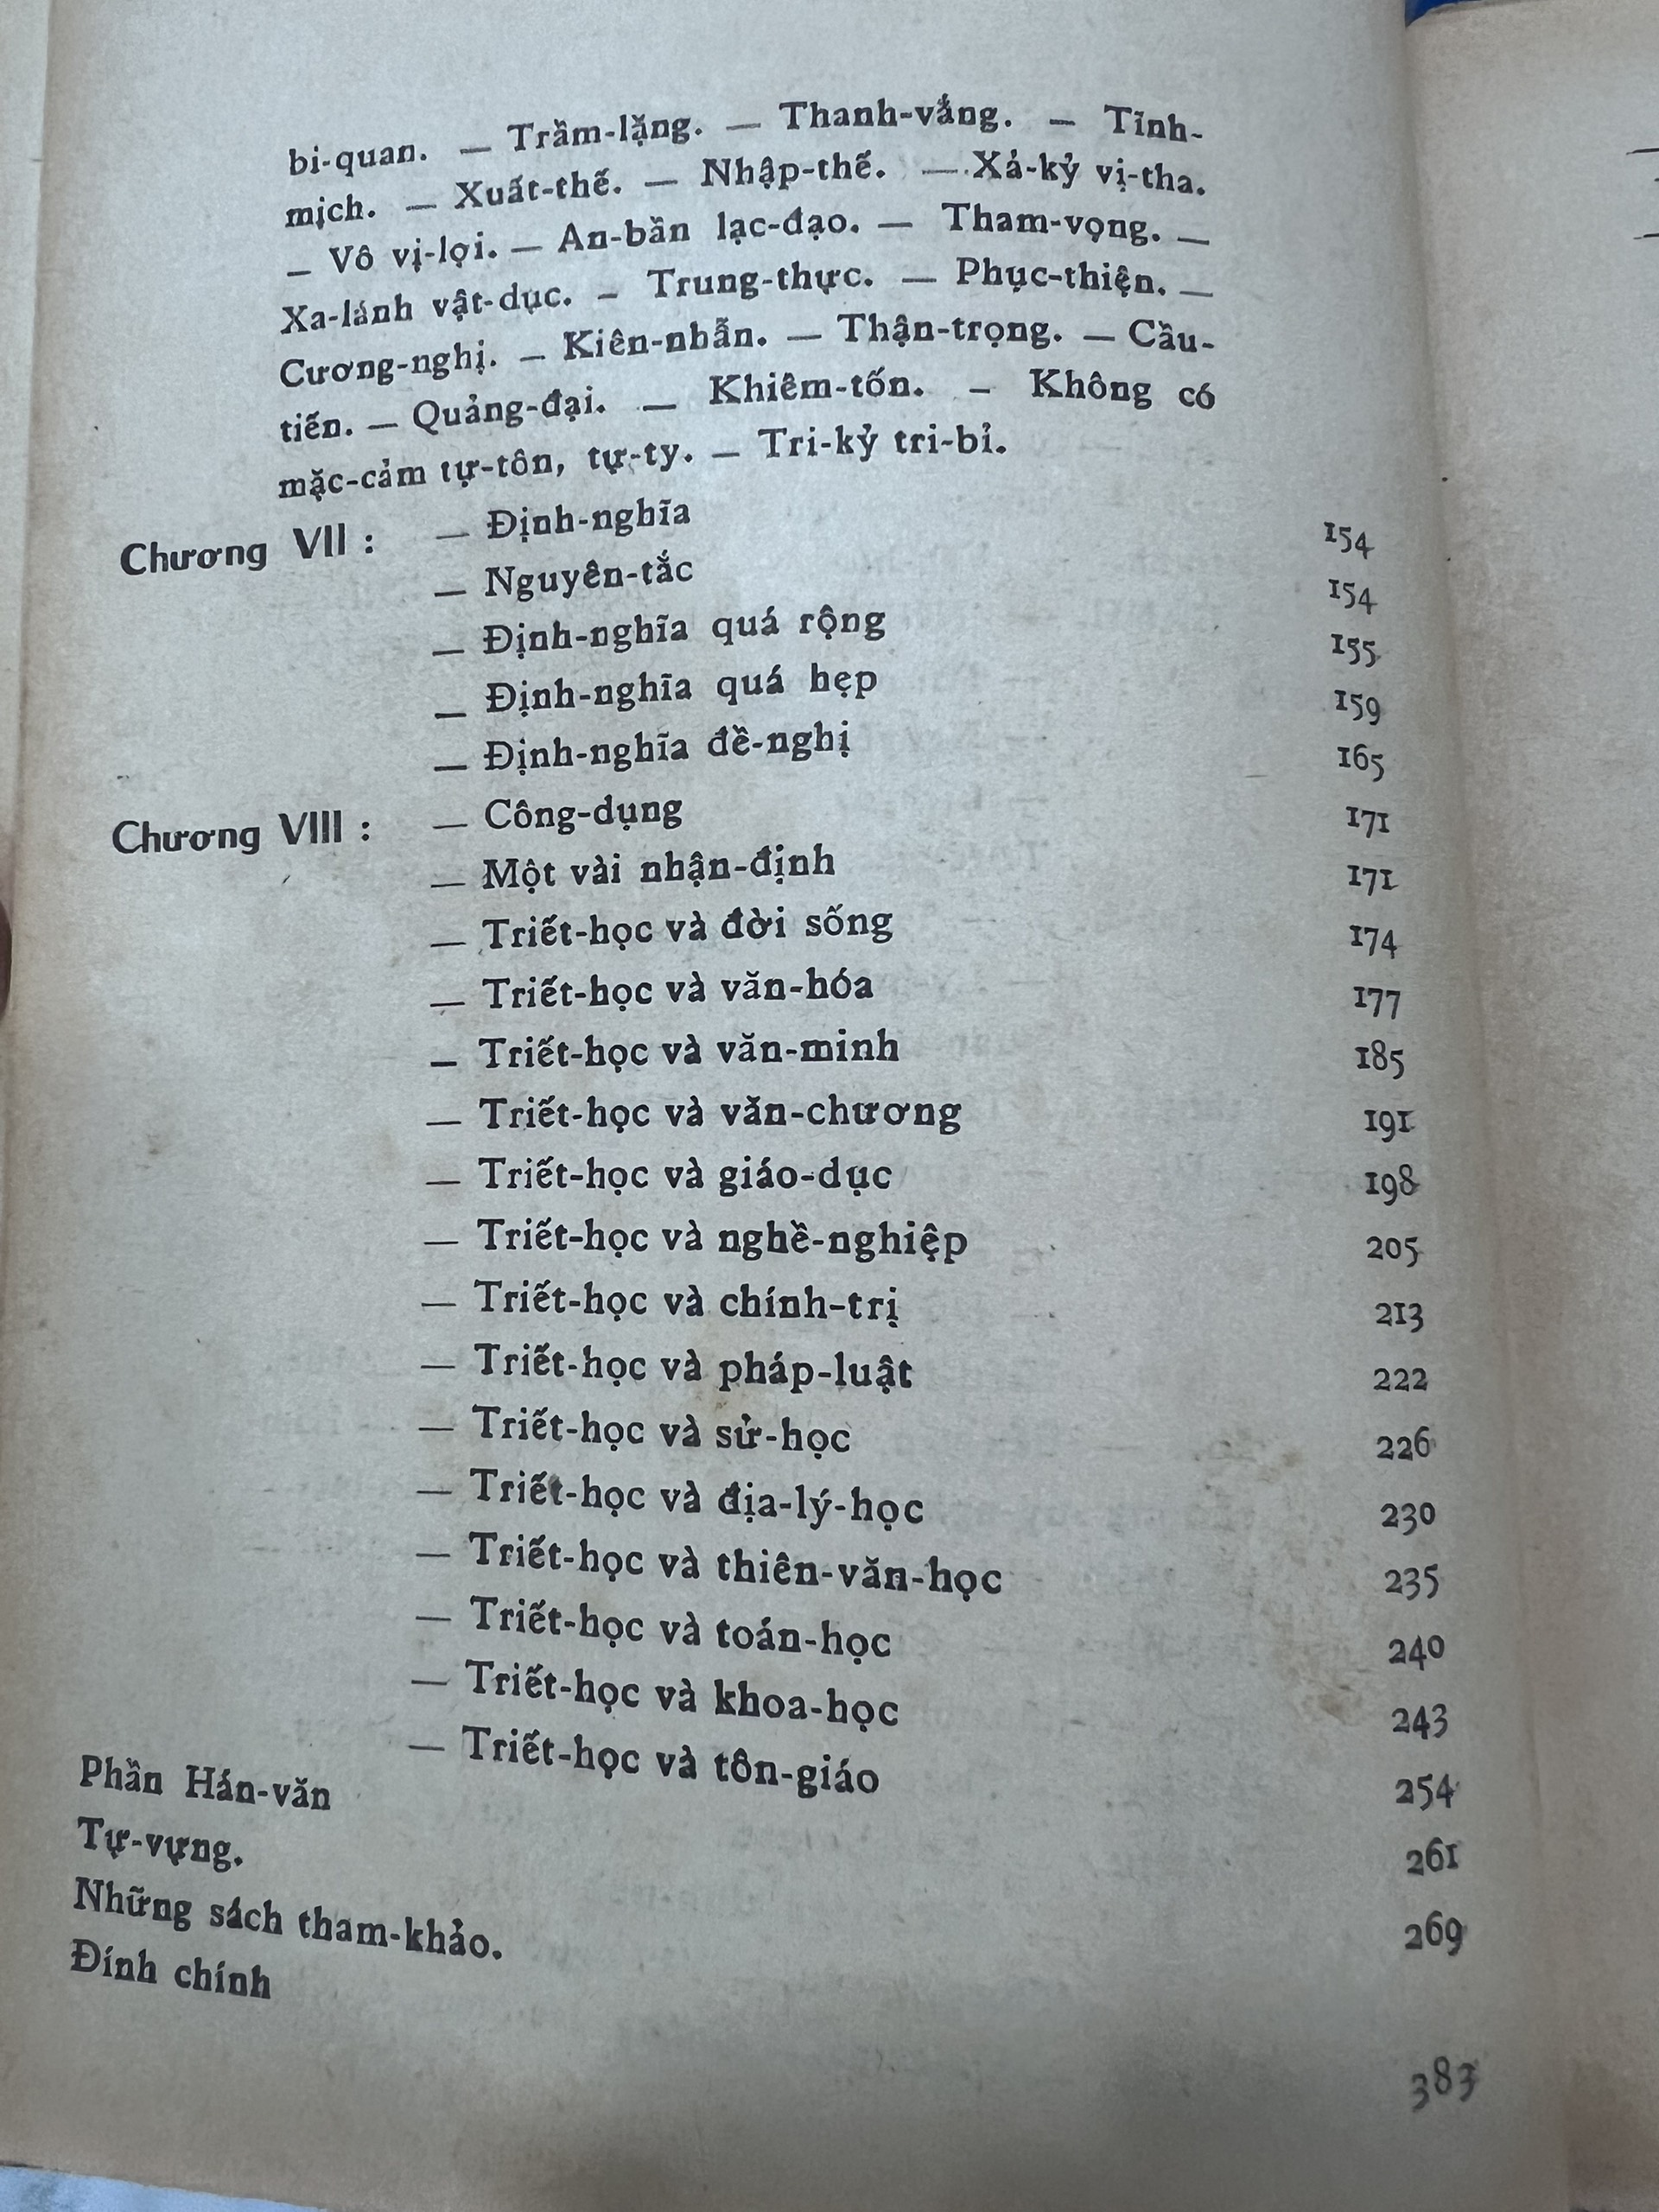 bi-quan. — Trầm-lặng. — Thanh-vắng. — Tĩnh-
mịch. — Xuất-thế. — Nhập-thế. — Xả-kỷ vị-tha.
— Vô vị-lợi. — An-bần lạc-đạo. — Tham-vọng. —
Xa-lánh vật-dục. — Trung-thực. — Phục-thiện. —
Cương-nghị. — Kiên-nhẫn. — Thận-trọng. — Cầu-
tiến. — Quảng-đại. — Khiêm-tốn. — Không có
mặc-cảm tự-tôn, tự-ty. — Tri-kỷ tri-bỉ.
Chương VII : — Định-nghĩa 154
— Nguyên-tắc 154
— Định-nghĩa quá rộng 155
— Định-nghĩa quá hẹp 159
— Định-nghĩa đề-nghị 165
Chương VIII : — Công-dụng 171
— Một vài nhận-định 171
— Triết-học và đời sống 174
— Triết-học và văn-hóa 177
— Triết-học và văn-minh 185
— Triết-học và văn-chương 191
— Triết-học và giáo-dục 198
— Triết-học và nghề-nghiệp 205
— Triết-học và chính-trị 213
— Triết-học và pháp-luật 222
— Triết-học và sử-học 226
— Triết-học và địa-lý-học 230
— Triết-học và thiên-văn-học 235
— Triết-học và toán-học 240
— Triết-học và khoa-học 243
— Triết-học và tôn-giáo 254
Phần Hán-văn 261
Tự-vựng. 269
Những sách tham-khảo.
Đính chính
383